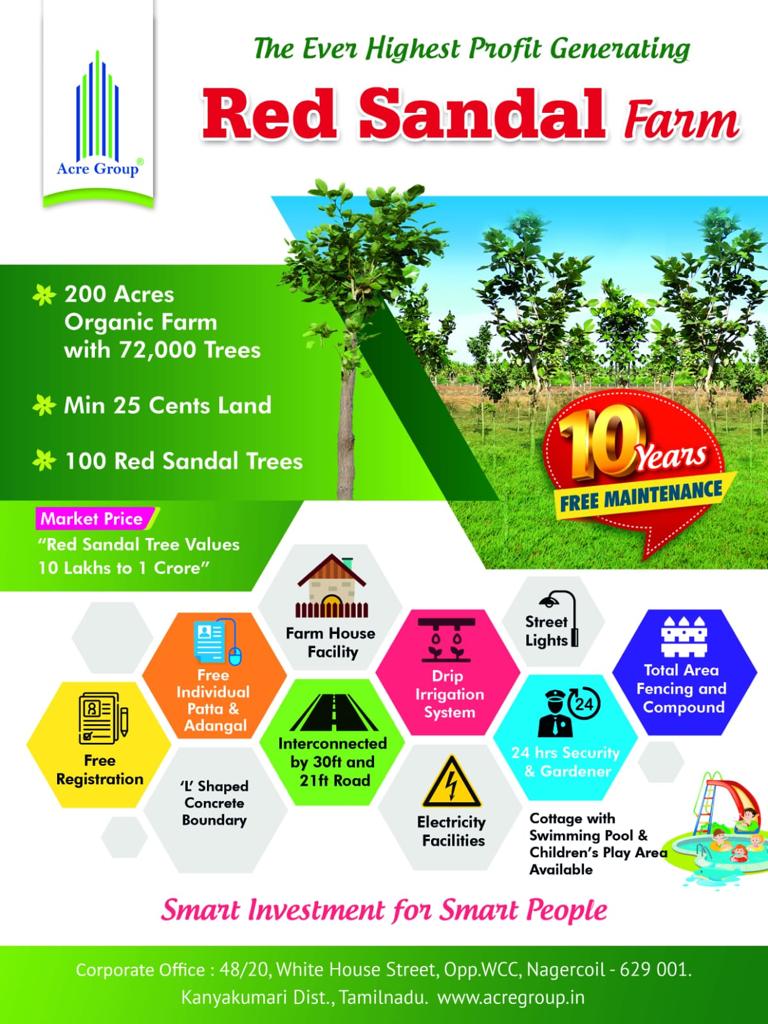 The Ever Highest Profit Generating
Red Sandal Farm
Acre Group®
200 Acres
Organic Farm
with 72,000 Trees
Min 25 Cents Land
100 Red Sandal Trees
10 Years
FREE MAINTENANCE
Market Price
“Red Sandal Tree Values
10 Lakhs to 1 Crore”
Farm House
Facility
Street
Lights
Free
Individual
Patta &
Adangal
Drip
Irrigation
System
Total Area
Fencing and
Compound
Free
Registration
Interconnected
by 30ft and
21ft Road
24
24 hrs Security
& Gardener
‘L’ Shaped
Concrete
Boundary
Electricity
Facilities
Cottage with
Swimming Pool &
Children’s Play Area
Available
Smart Investment for Smart People
Corporate Office : 48/20, White House Street, Opp.WCC, Nagercoil - 629 001.
Kanyakumari Dist., Tamilnadu. www.acregroup.in